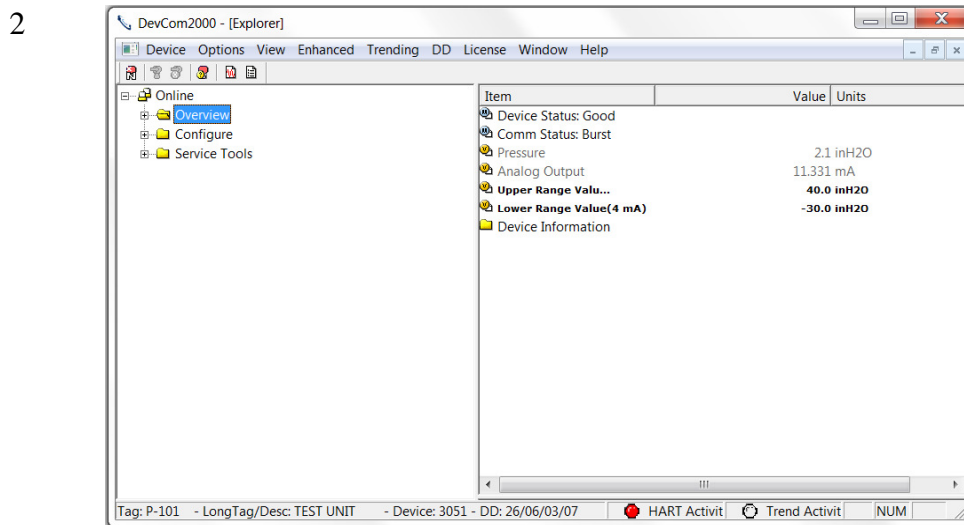 2
DevCom2000 - [Explorer]
Device Options View Enhanced Trending DD License Window Help
Online
Overview
Configure
Service Tools
Item Value Units
Device Status: Good
Comm Status: Burst
Pressure 2.1 inH2O
Analog Output 11.331 mA
Upper Range Valu... 40.0 inH2O
Lower Range Value(4 mA) -30.0 inH2O
Device Information
Tag: P-101 - LongTag/Desc: TEST UNIT - Device: 3051 - DD: 26/06/03/07 HART Activit Trend Activit NUM